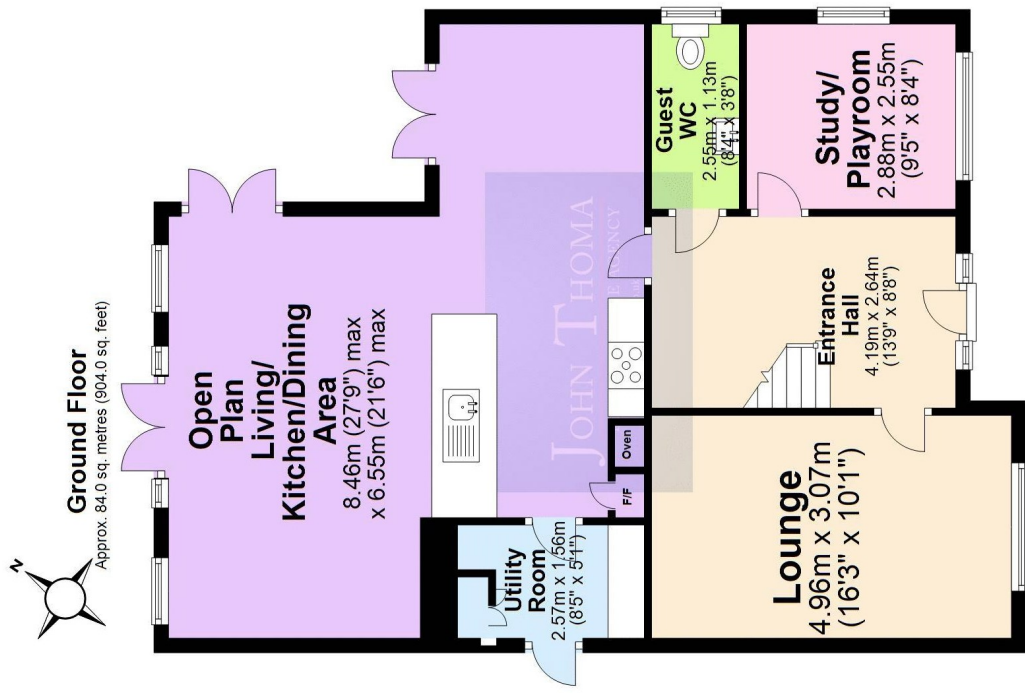 Ground Floor
Approx. 84.0 sq. metres (904.0 sq. feet)
N
Open
Plan
Living/
Kitchen/Dining
Area
8.46m (27'9") max
x 6.55m (21'6") max
Utility
Room
2.57m x 1.56m
(8'5" x 5'1")
Oven
F/F
Guest
WC
2.55m x 1.13m
(8'4" x 3'8")
Study/
Playroom
2.88m x 2.55m
(9'5" x 8'4")
Entrance
Hall
4.19m x 2.64m
(13'9" x 8'8")
Lounge
4.96m x 3.07m
(16'3" x 10'1")
JOHN THOMA
E AGENCY